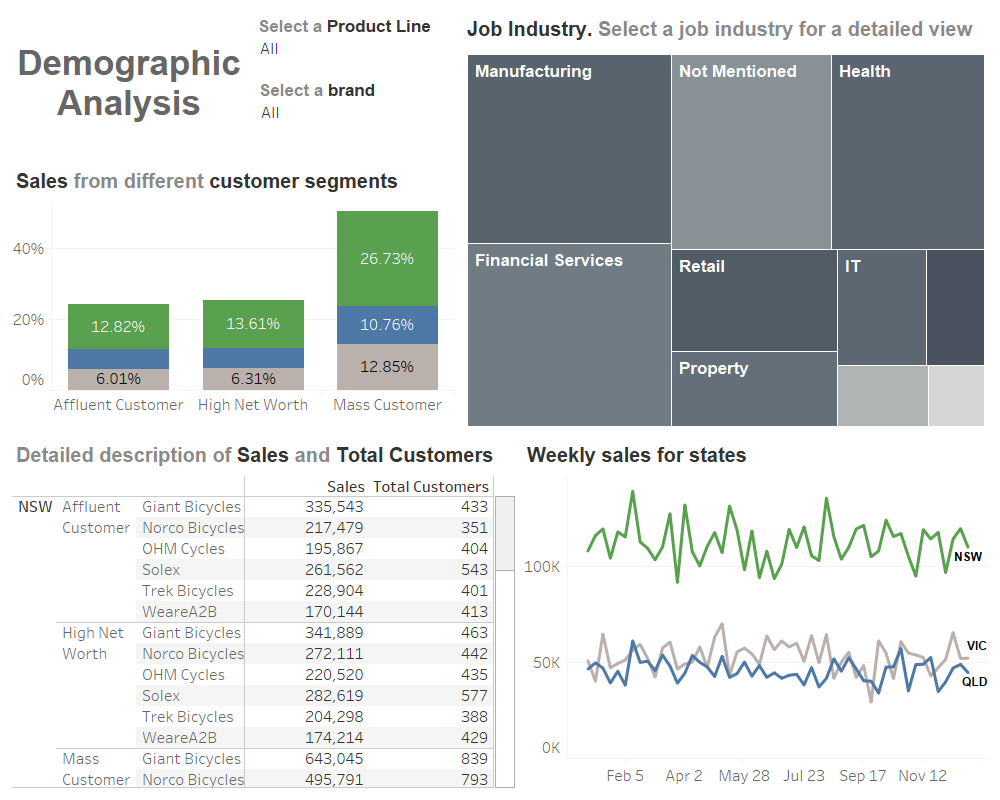 Demographic
Analysis
Select a Product Line
All
Select a brand
All
Sales from different customer segments
40%
20%
0%
12.82%
6.01%
13.61%
6.31%
26.73%
10.76%
12.85%
Affluent Customer
High Net Worth
Mass Customer
Job Industry. Select a job industry for a detailed view
Manufacturing
Not Mentioned
Health
Financial Services
Retail
IT
Property
Detailed description of Sales and Total Customers
Sales Total Customers
NSW Affluent Giant Bicycles 335,543 433
Customer Norco Bicycles 217,479 351
OHM Cycles 195,867 404
Solex 261,562 543
Trek Bicycles 228,904 401
WeareA2B 170,144 413
High Net Giant Bicycles 341,889 463
Worth Norco Bicycles 272,111 442
OHM Cycles 220,520 435
Solex 282,619 577
Trek Bicycles 204,298 388
WeareA2B 174,214 429
Mass Giant Bicycles 643,045 839
Customer Norco Bicycles 495,791 793
Weekly sales for states
100K
50K
0K
NSW
VIC
QLD
Feb 5 Apr 2 May 28 Jul 23 Sep 17 Nov 12